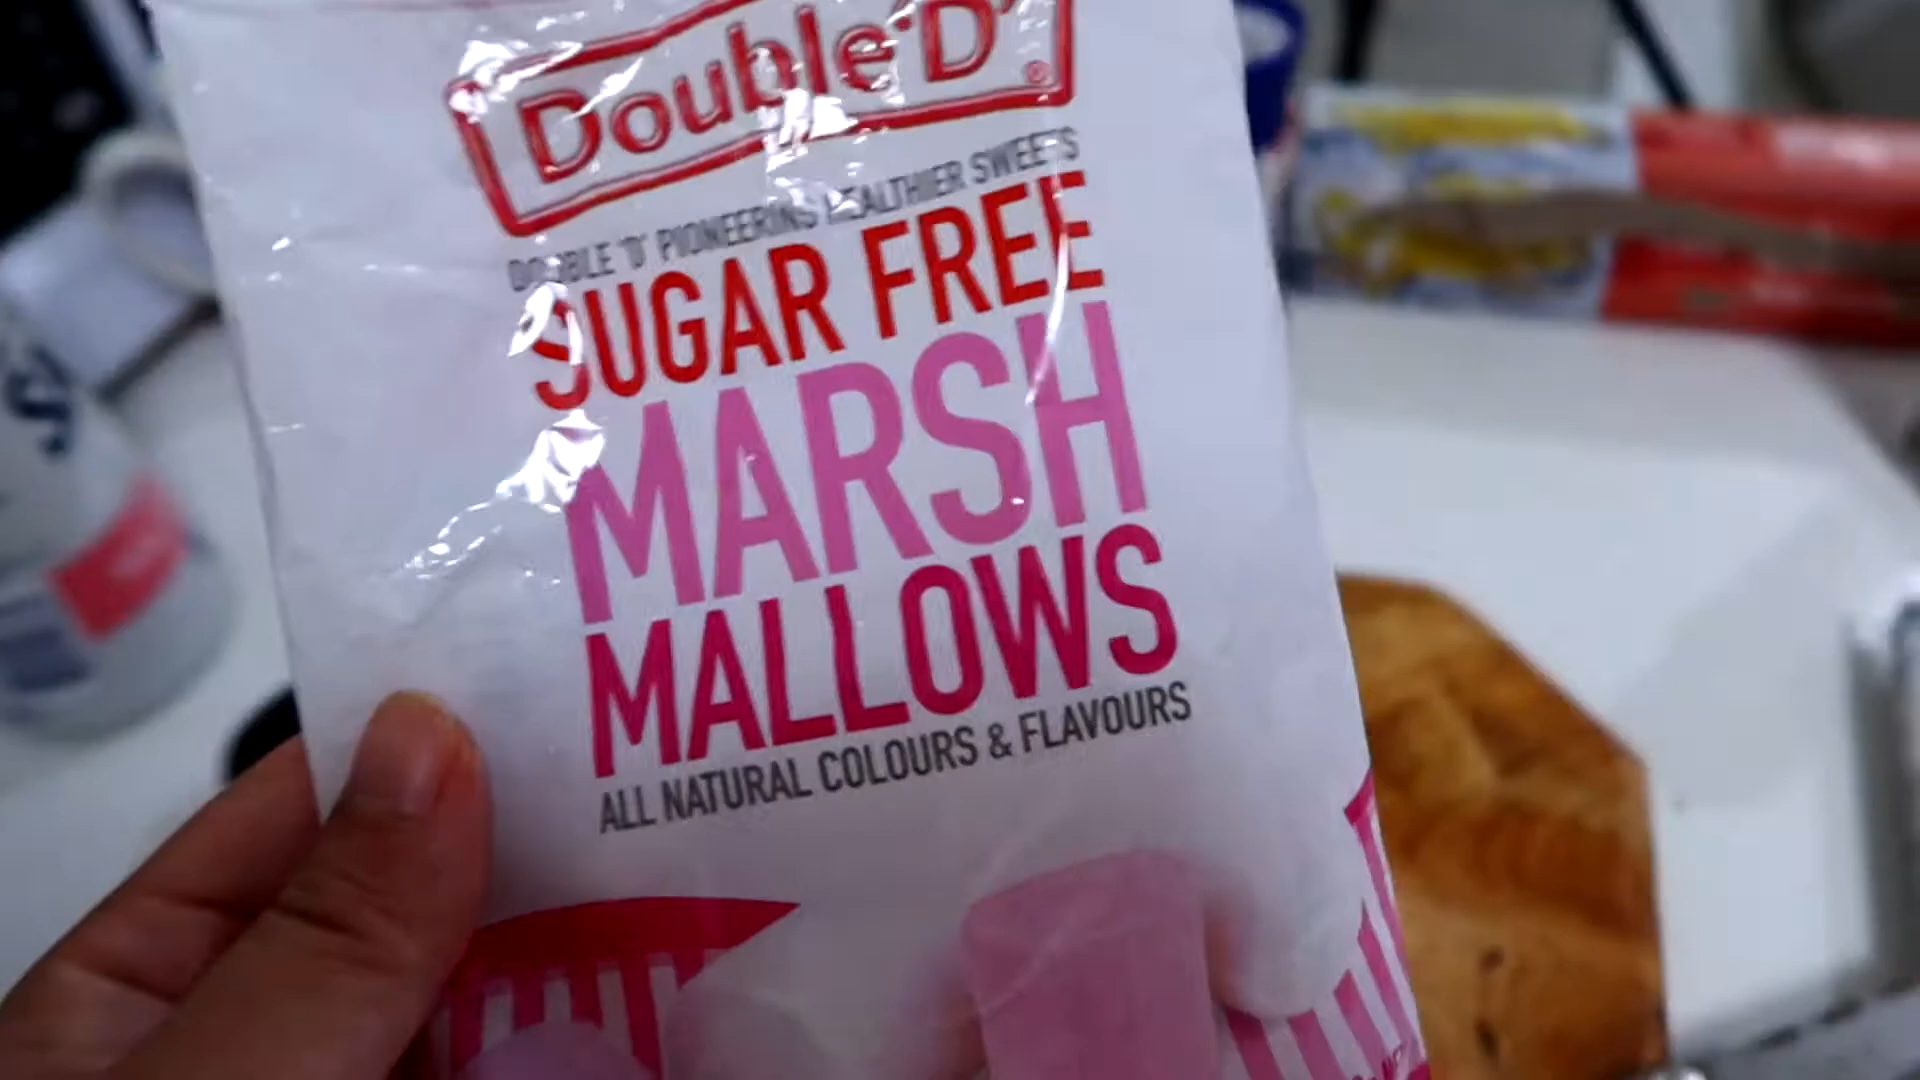 Double 'D'®
DOUBLE 'D' PIONEERING HEALTHIER SWEETS
SUGAR FREE
MARSH
MALLOWS
ALL NATURAL COLOURS & FLAVOURS